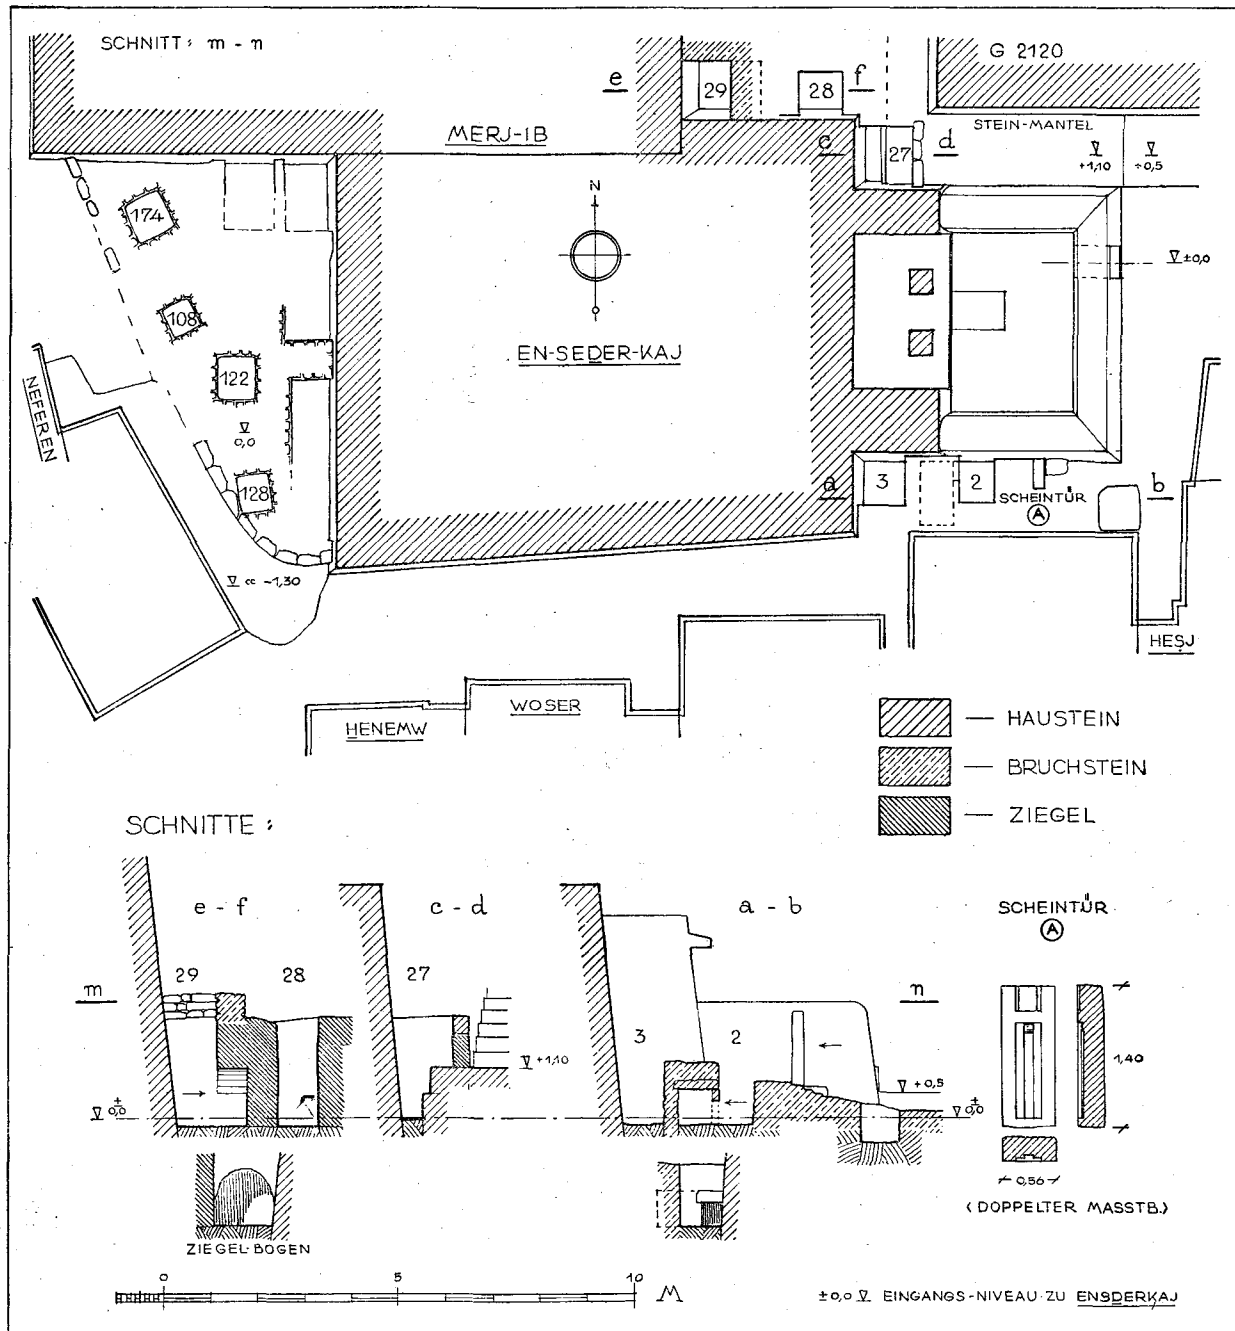 SCHNITT: m - n
G 2120
e
29
28
f
MERJ-IB
c
27
d
STEIN-MANTEL
+1,10
÷0,5
174
N
±0,0
108
EN-SEDER-KAJ
122
NEFEREN
0,0
128
a
3
2
SCHEINTÜR
A
b
∝ -1,30
HESJ
HENEMW
WOSER
HAUSTEIN
BRUCHSTEIN
ZIEGEL
SCHNITTE:
e - f
c - d
a - b
SCHEINTÜR
A
29
28
27
m
n
3
2
+1,10
1,40
+0,5
±0,0
±0,0
0,56
(DOPPELTER MASSTB.)
ZIEGEL-BOGEN
0
5
10
M
±0,0 EINGANGS-NIVEAU ZU ENSDERKAJ